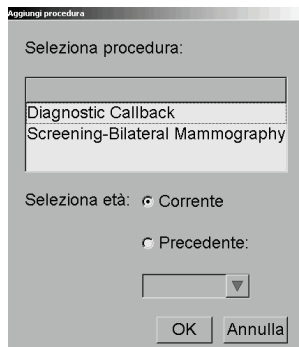 Aggiungi procedura
Seleziona procedura:
Diagnostic Callback
Screening-Bilateral Mammography
Seleziona età: Corrente
Precedente:
OK Annulla